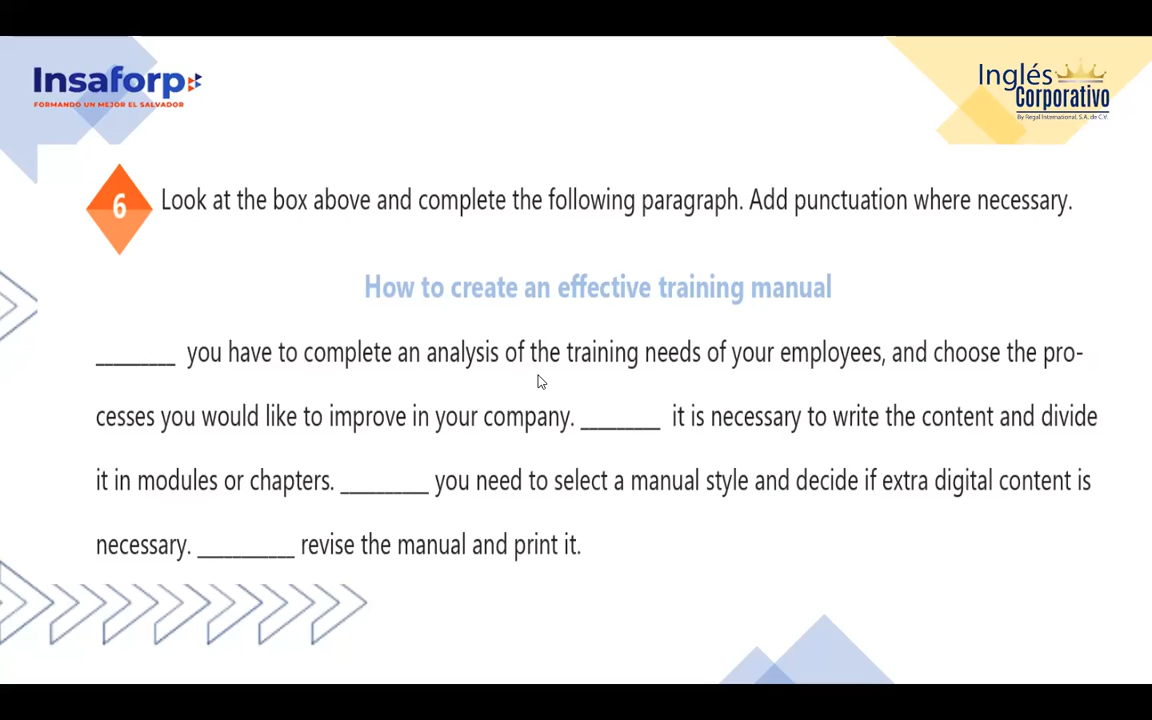 Insaforp
FORMANDO UN MEJOR EL SALVADOR
Inglés
Corporativo
By Regal International, S.A. de C.V.
6
Look at the box above and complete the following paragraph. Add punctuation where necessary.
How to create an effective training manual
_________ you have to complete an analysis of the training needs of your employees, and choose the pro-
cesses you would like to improve in your company. _________ it is necessary to write the content and divide
it in modules or chapters. __________ you need to select a manual style and decide if extra digital content is
necessary. ___________ revise the manual and print it.